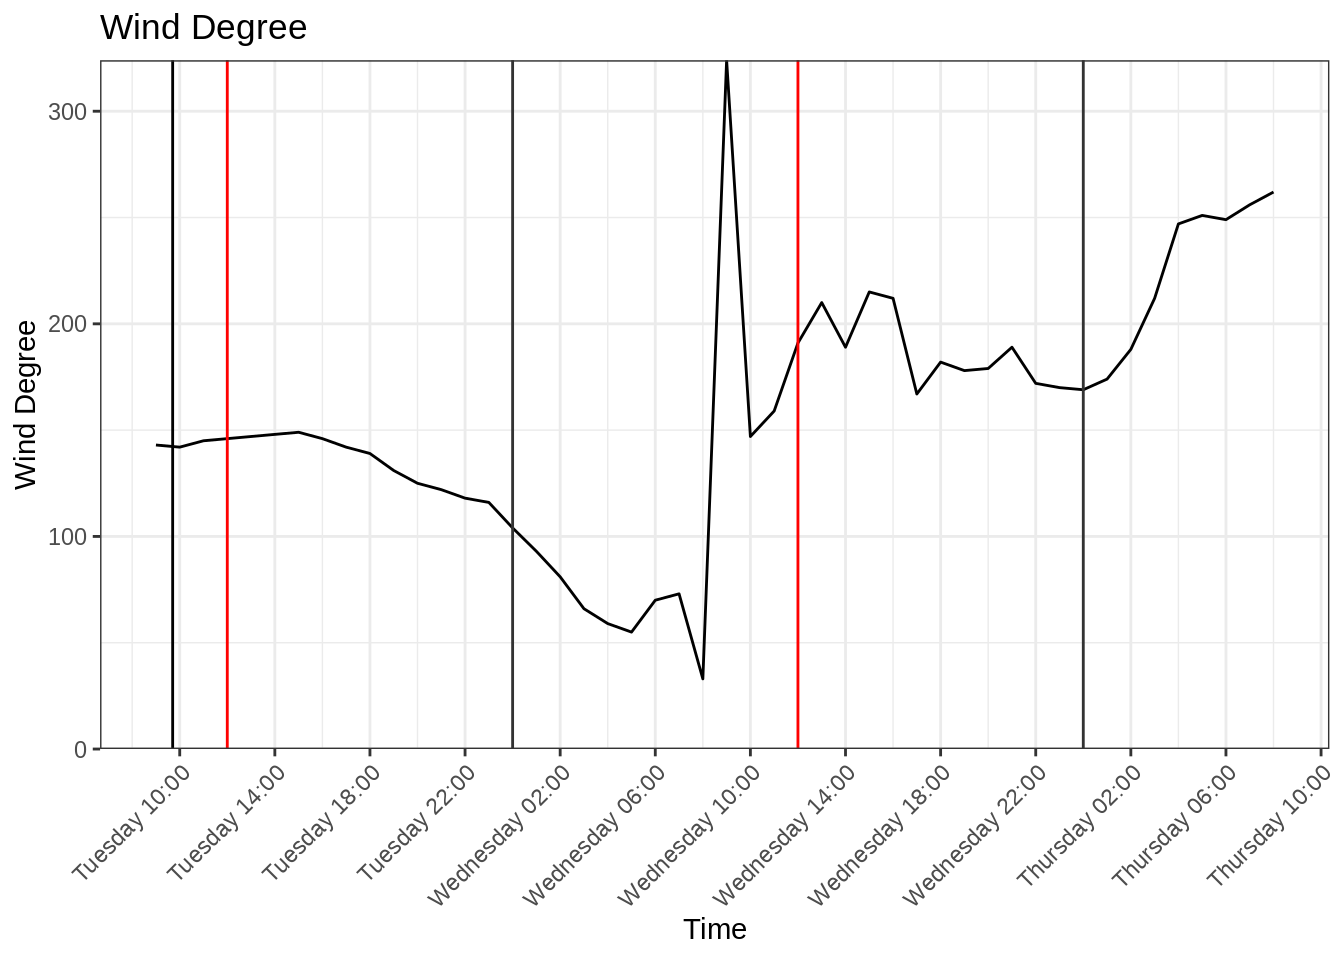 Wind Degree
Wind Degree
300
200
100
0
Tuesday 10:00
Tuesday 14:00
Tuesday 18:00
Tuesday 22:00
Wednesday 02:00
Wednesday 06:00
Wednesday 10:00
Wednesday 14:00
Wednesday 18:00
Wednesday 22:00
Thursday 02:00
Thursday 06:00
Thursday 10:00
Time